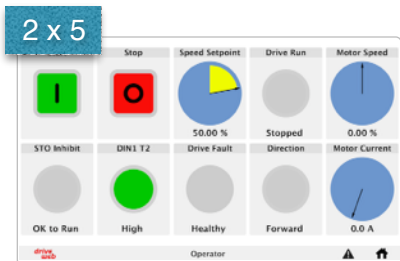 2 x 5
Stop
Speed Setpoint
Drive Run
Motor Speed
50.00 %
Stopped
0.00 %
STO Inhibit
DIN1 T2
Drive Fault
Direction
Motor Current
OK to Run
High
Healthy
Forward
0.0 A
drive
web
Operator